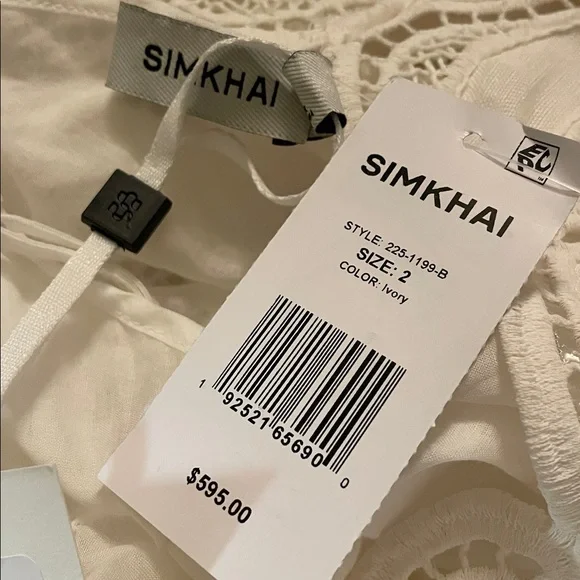 SIMKHAI
SIMKHAI
STYLE: 225-1199-B
SIZE: 2
COLOR: Ivory
1 92521 65690 0
$595.00